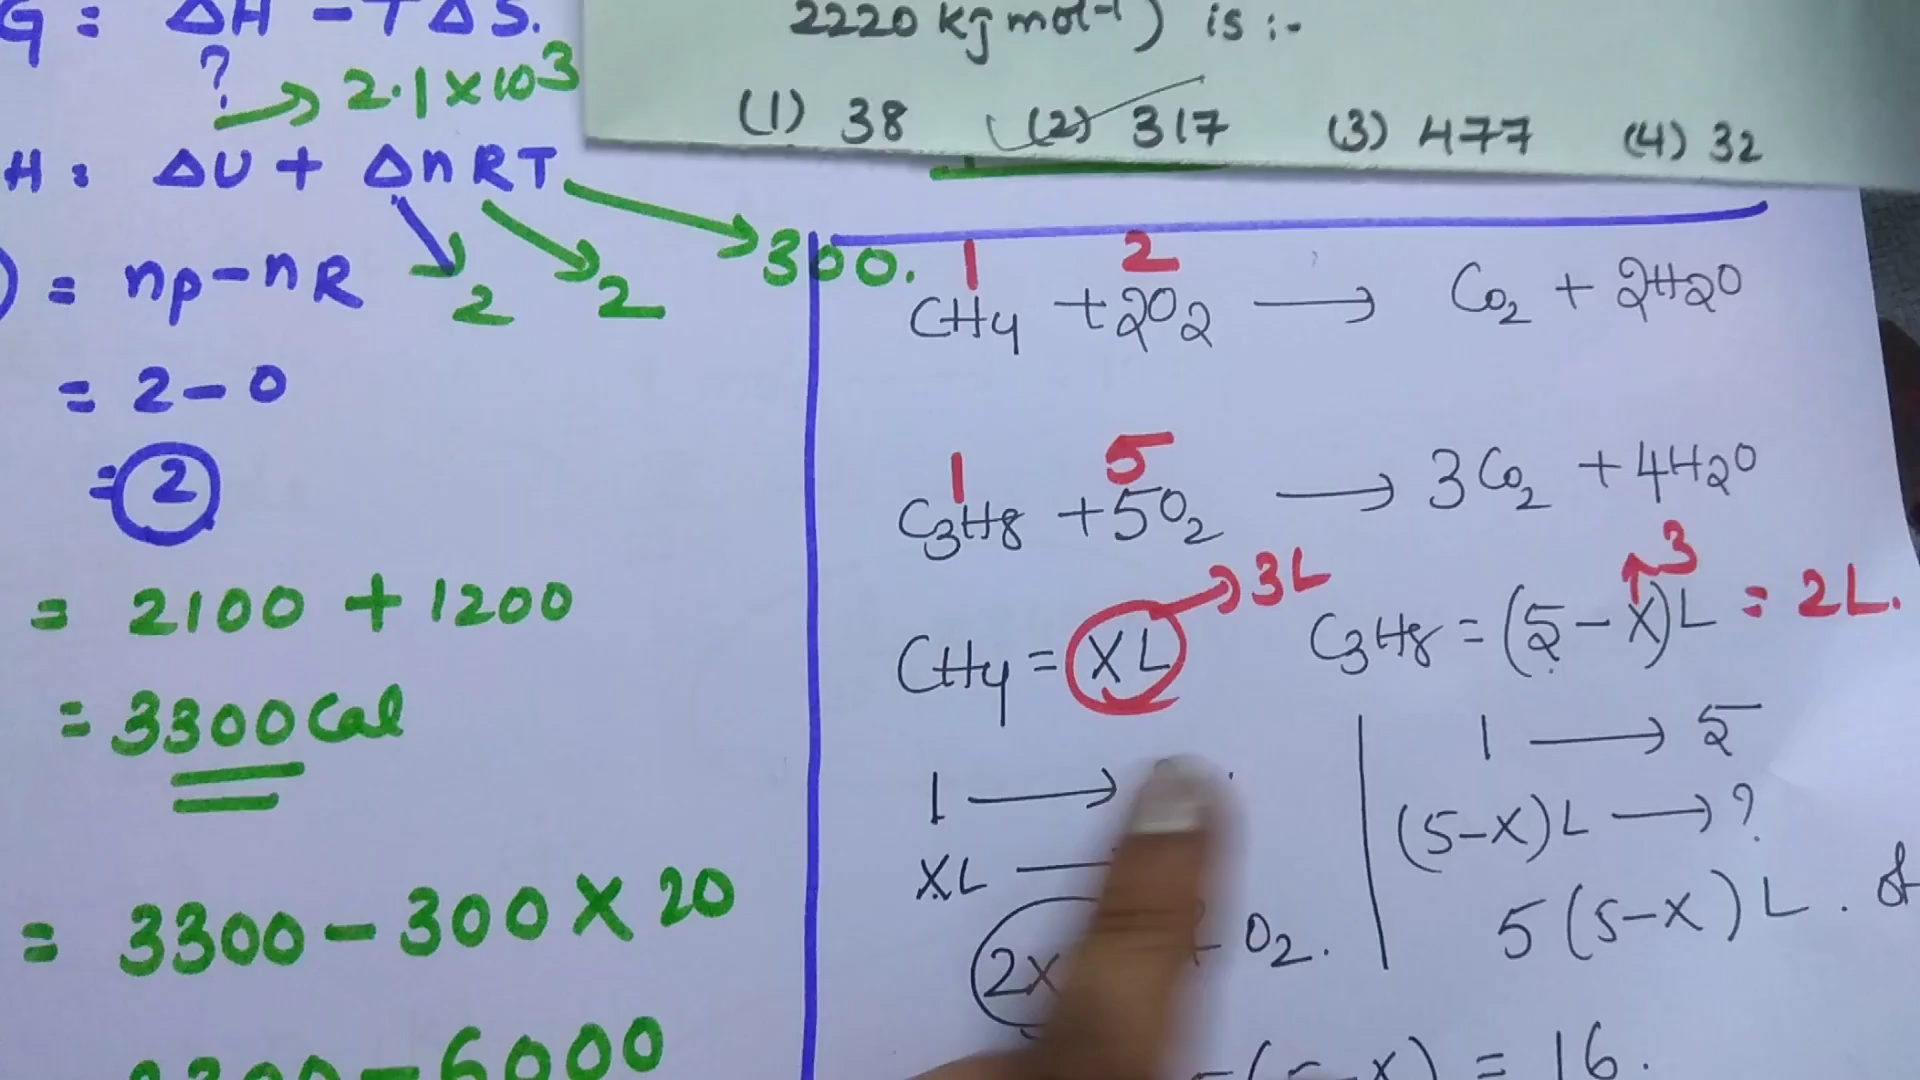 G = ΔH - TΔS.
? → 2.1×10³
H = ΔU + ΔnRT → 300.
) = np - nR 2 2
= 2 - 0
= 2
= 2100 + 1200
= 3300 Cal
= 3300 - 300 × 20
3300 - 6000
2220 kJ mol⁻¹) is :-
(1) 38 (2) 317 (3) 477 (4) 32
1 2
CH4 + 2O2 → CO2 + 2H2O
1 5
C3H8 + 5O2 → 3CO2 + 4H2O
CH4 = XL → 3L C3H8 = (5 - X)L = 2L.
3
1 → 1 → 5
XL (5-X)L → ?
2x O2. 5(5-X)L. of
X) = 16.